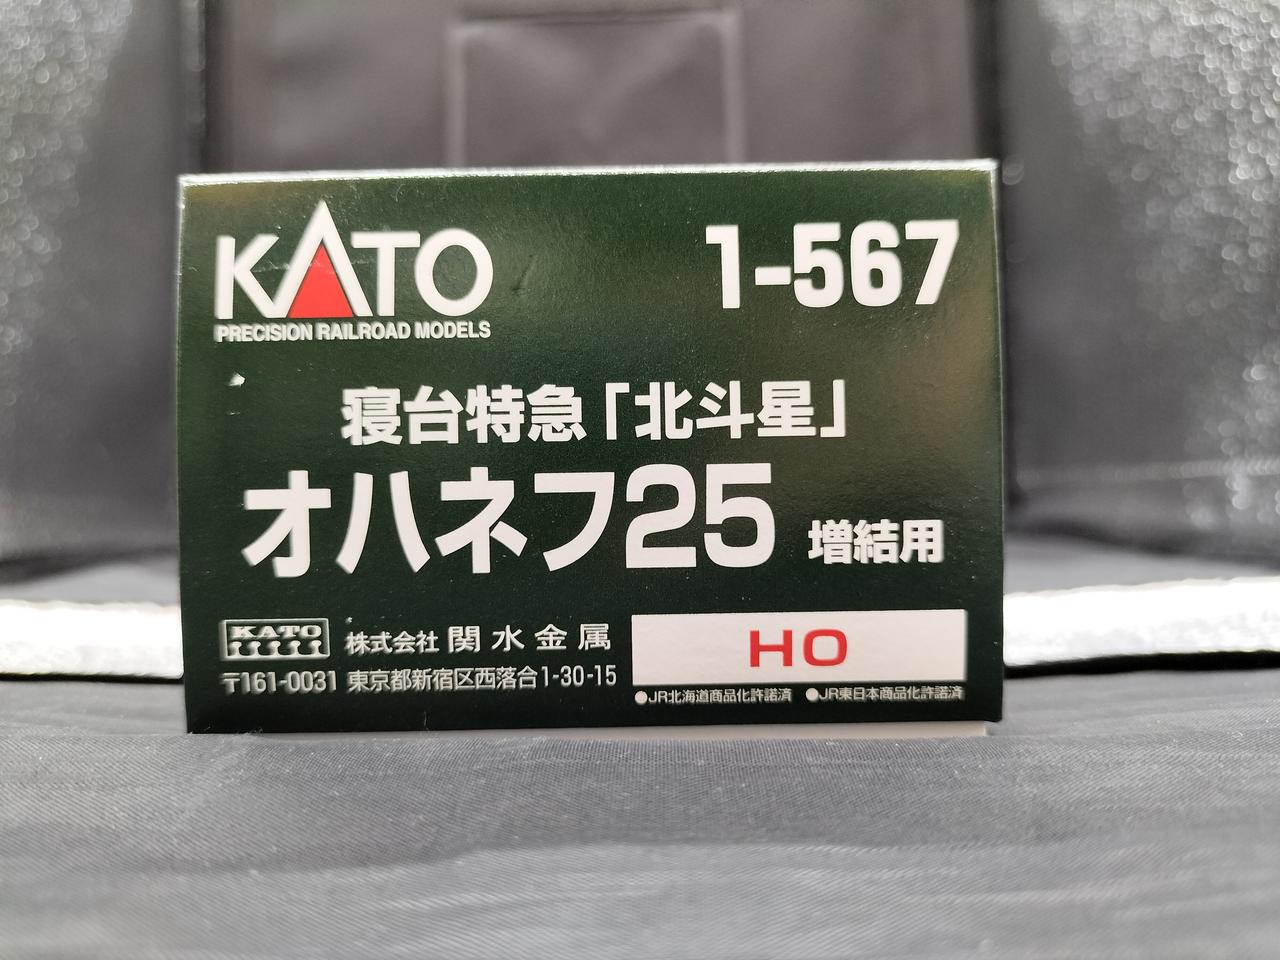 KATO
PRECISION RAILROAD MODELS
1-567
寝台特急「北斗星」
オハネフ25 増結用
KATO
株式会社 関水金属
〒161-0031 東京都新宿区西落合1-30-15
HO
●JR北海道商品化許諾済 ●JR東日本商品化許諾済